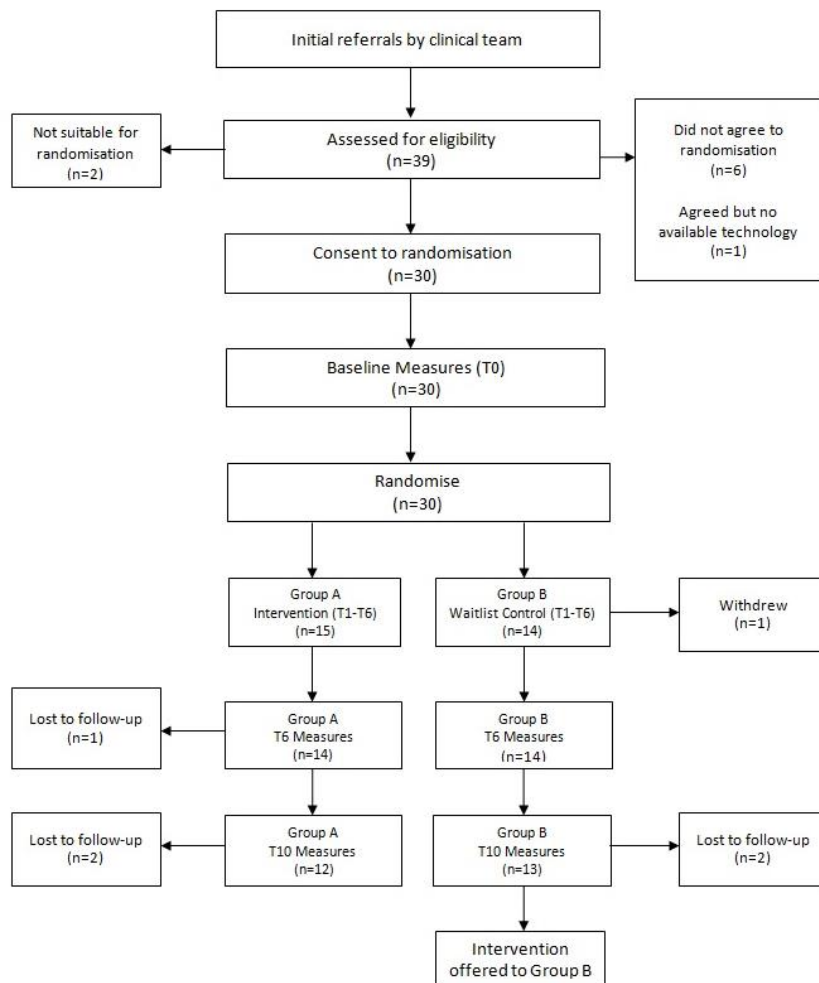 Initial referrals by clinical team
Not suitable for
randomisation
(n=2)
Assessed for eligibility
(n=39)
Did not agree to
randomisation
(n=6)
Agreed but no
available technology
(n=1)
Consent to randomisation
(n=30)
Baseline Measures (T0)
(n=30)
Randomise
(n=30)
Group A
Intervention (T1-T6)
(n=15)
Group B
Waitlist Control (T1-T6)
(n=14)
Withdrew
(n=1)
Lost to follow-up
(n=1)
Group A
T6 Measures
(n=14)
Group B
T6 Measures
(n=14)
Lost to follow-up
(n=2)
Group A
T10 Measures
(n=12)
Group B
T10 Measures
(n=13)
Lost to follow-up
(n=2)
Intervention
offered to Group B